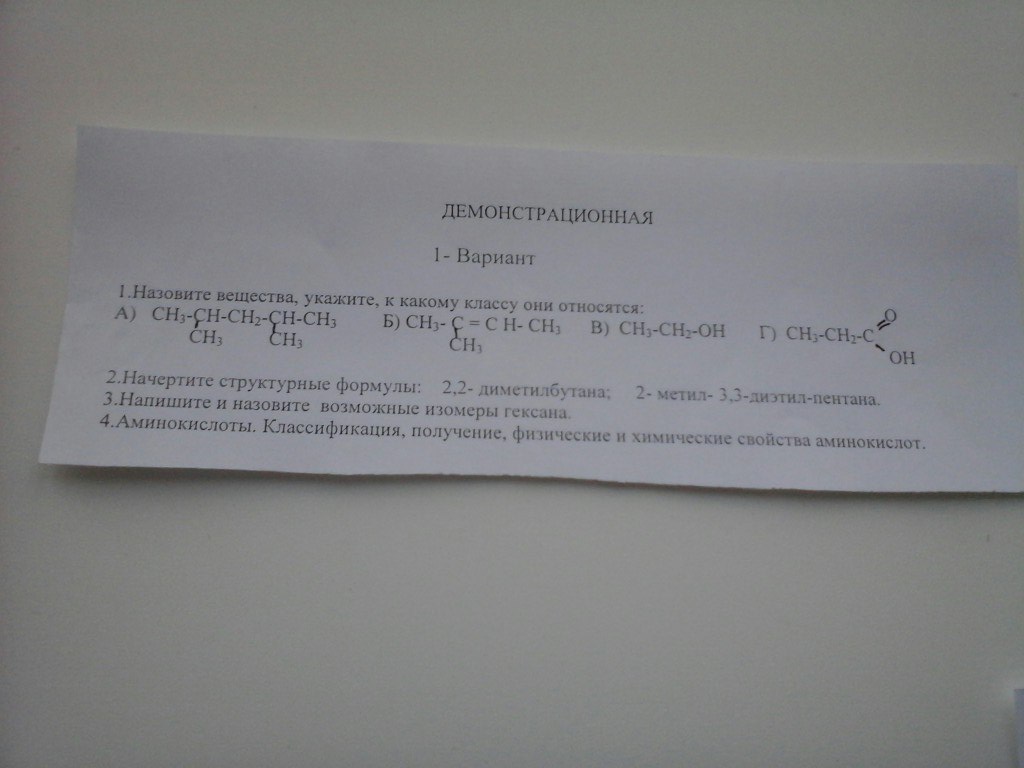 ДЕМОНСТРАЦИОННАЯ
1- Вариант
1.Назовите вещества, укажите, к какому классу они относятся:
А) CH3-CH-CH2-CH-CH3 Б) CH3- C = C H- CH3 В) CH3-CH2-OH Г) CH3-CH2-C
O
CH3 CH3 CH3 OH
2.Начертите структурные формулы: 2,2- диметилбутана; 2- метил- 3,3-диэтил-пентана.
3.Напишите и назовите возможные изомеры гексана.
4.Аминокислоты. Классификация, получение, физические и химические свойства аминокислот.